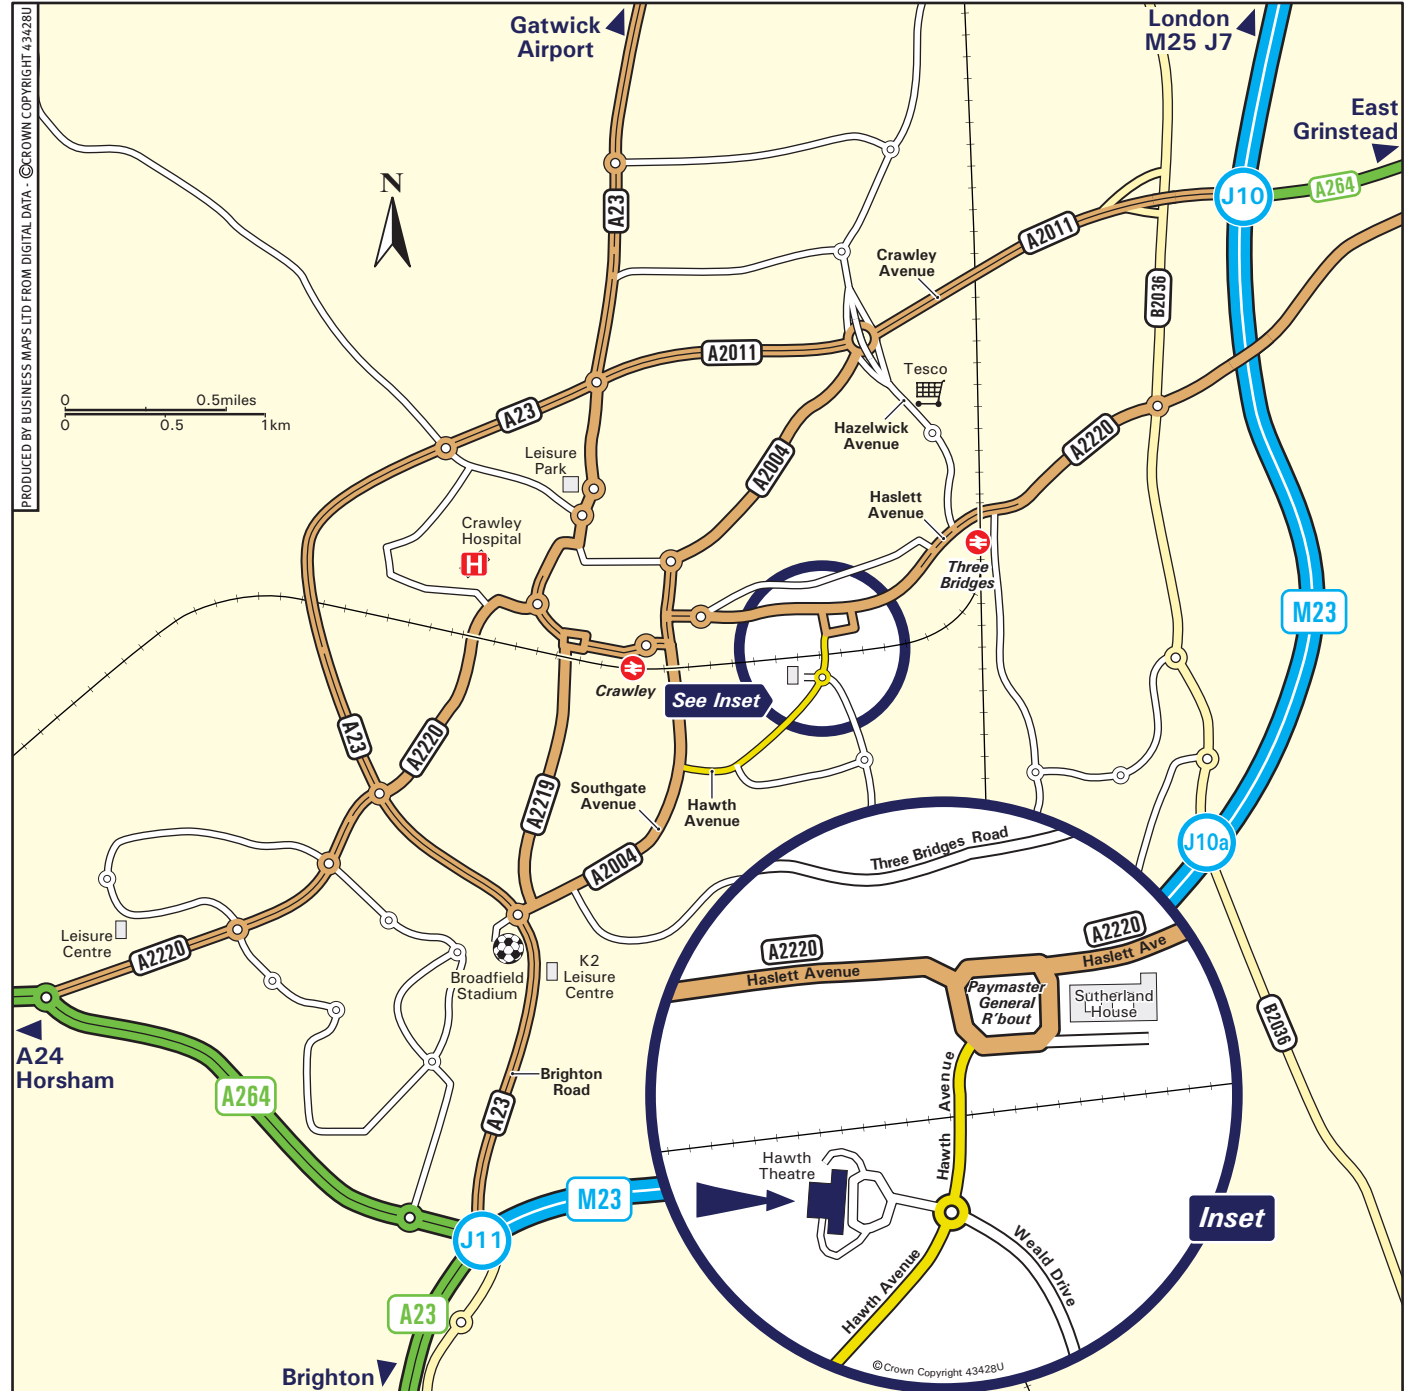 PRODUCED BY BUSINESS MAPS LTD FROM DIGITAL DATA - ©CROWN COPYRIGHT 43428U
Gatwick
Airport
London
M25 J7
East
Grinstead
N
A23
J10
A264
A2011
Crawley
Avenue
B2036
A2011
Tesco
0
0.5miles
0
0.5
1km
A23
Hazelwick
Avenue
A2220
Leisure
Park
A2004
Haslett
Avenue
Crawley
Hospital
H
Three
Bridges
M23
Crawley
See Inset
A23
A2220
A2219
Southgate
Avenue
Hawth
Avenue
J10a
A2004
Leisure
Centre
A2220
Broadfield
Stadium
K2
Leisure
Centre
A24
Horsham
A264
Brighton
Road
A23
B2036
M23
J11
A23
Brighton
Three Bridges Road
A2220
A2220
Haslett Avenue
Haslett Ave
Paymaster
General
R'bout
Sutherland
House
Hawth Avenue
Hawth
Theatre
Weald Drive
Hawth Avenue
Inset
©Crown Copyright 43428U